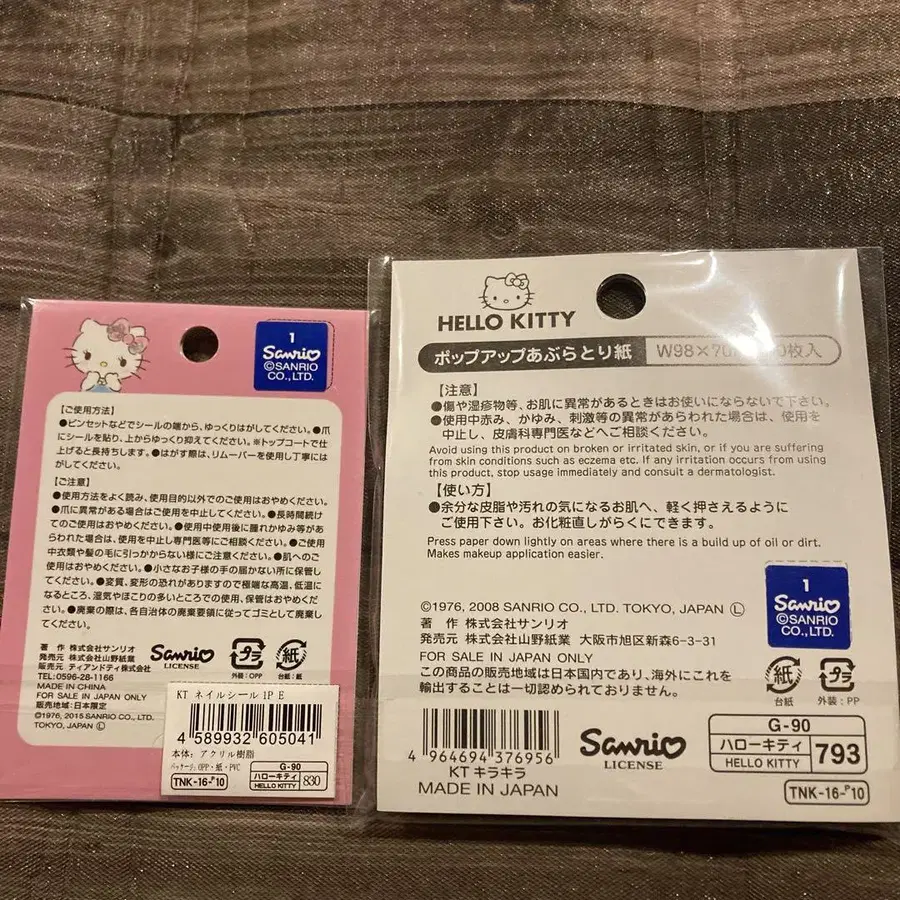 1
Sanrio
©SANRIO
CO., LTD.
【ご使用方法】
●ピンセットなどでシールの端から、ゆっくりはがしてください。●爪
にシールを貼り、上からゆっくり抑えてください。※トップコートで仕
上げると長持ちします。●はがす際は、リムーバーを使用し丁寧には
がしてください。
【ご注意】
●使用方法をよく読み、使用目的以外でのご使用はおやめください。
●爪に異常がある場合はご使用を中止してください。●長時間続け
てのご使用はおやめください。●使用中使用後に腫れかゆみ等があ
らわれた場合は、使用を中止し専門医等にご相談ください。●ご使用
中衣類や髪の毛に引っかからない様にご注意ください。●肌へのご
使用はおやめください。●小さなお子様の手の届かない所に保管し
てください。●変質、変形の恐れがありますので極端な高温、低温に
なるところ、湿気やほこりの多いところでの使用、保管はおやめくだ
さい。●廃棄の際は、各自治体の廃棄要領に従ってゴミとして廃棄し
てください。
著 作 株式会社サンリオ
発売元 株式会社山野紙業
販売元 ティアンドティ株式会社
TEL:0596-28-1166
MADE IN CHINA
FOR SALE IN JAPAN ONLY
販売地域:日本限定
©1976, 2015 SANRIO CO., LTD.
TOKYO, JAPAN Ⓛ
Sanrio
LICENSE
プラ
外装:OPP
紙
台紙:紙
KT ネイルシール 1P E
4 589932 605041
本体: アクリル樹脂
パッケージ:OPP・紙・PVC
TNK-16-P10
G-90
ハローキティ
HELLO KITTY
830
HELLO KITTY
ポップアップあぶらとり紙
W98×70
枚入
【注意】
●傷や湿疹物等、お肌に異常があるときはお使いにならないで下さい。
●使用中赤み、かゆみ、刺激等の異常があらわれた場合は、使用を
中止し、皮膚科専門医などへご相談ください。
Avoid using this product on broken or irritated skin, or if you are suffering
from skin conditions such as eczema etc. If any irritation occurs from using
this product, stop usage immediately and consult a dermatologist.
【使い方】
●余分な皮脂や汚れの気になるお肌へ、軽く押さえるように
ご使用下さい。お化粧直しがらくにできます。
Press paper down lightly on areas where there is a build up of oil or dirt.
Makes makeup application easier.
1
Sanrio
©SANRIO
CO., LTD.
©1976, 2008 SANRIO CO., LTD. TOKYO, JAPAN Ⓛ
著 作 株式会社サンリオ
発売元 株式会社山野紙業 大阪市旭区新森6-3-31
FOR SALE IN JAPAN ONLY
この商品の販売地域は日本国内であり、海外にこれを
輸出することは一切認められておりません。
紙
台紙
プラ
外装:PP
4 964694 376956
KT キラキラ
MADE IN JAPAN
Sanrio
LICENSE
G-90
ハローキティ
HELLO KITTY
793
TNK-16-P10